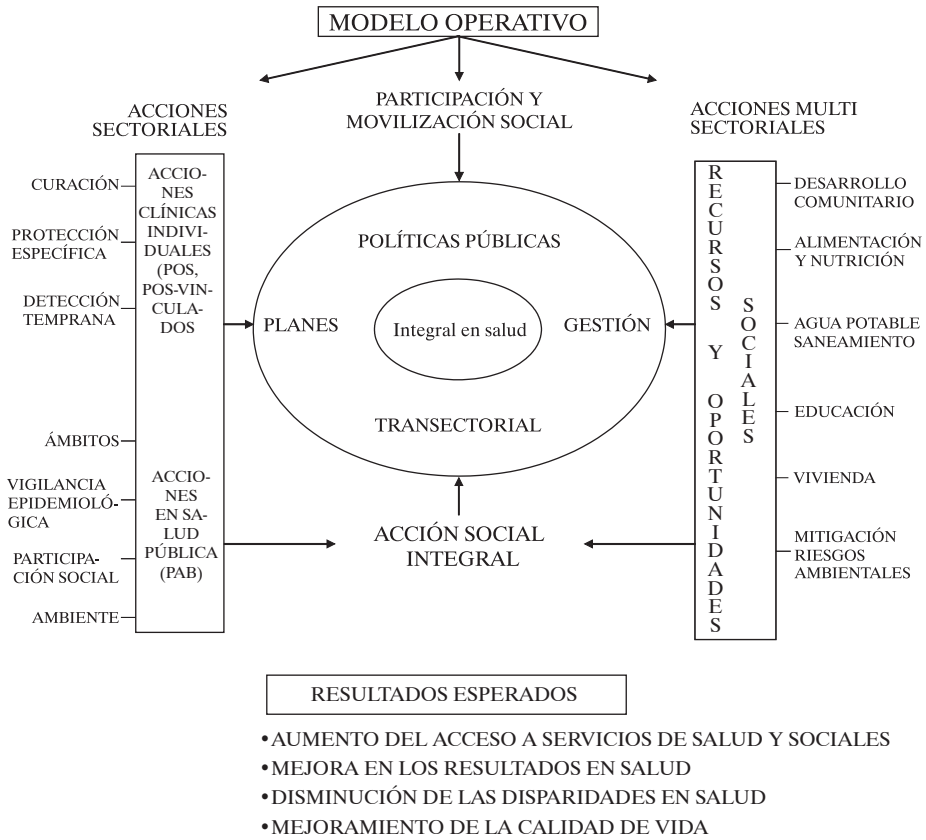 MODELO OPERATIVO
ACCIONES
SECTORIALES
PARTICIPACIÓN Y
MOVILIZACIÓN SOCIAL
ACCIONES MULTI
SECTORIALES
CURACIÓN
PROTECCIÓN
ESPECÍFICA
DETECCIÓN
TEMPRANA
ÁMBITOS
VIGILANCIA
EPIDEMIOLÓ-
GICA
PARTICIPA-
CIÓN SOCIAL
AMBIENTE
ACCIO-
NES
CLÍNICAS
INDIVI-
DUALES
(POS,
POS-VIN-
CULA-
DOS
ACCIO-
NES
EN SA-
LUD
PÚBLICA
(PAB)
POLÍTICAS PÚBLICAS
PLANES
Integral en salud
GESTIÓN
TRANSECTORIAL
ACCIÓN SOCIAL
INTEGRAL
RECURSOS Y OPORTUNIDADES
SOCIALES
DESARROLLO
COMUNITARIO
ALIMENTACIÓN
Y NUTRICIÓN
AGUA POTABLE
SANEAMIENTO
EDUCACIÓN
VIVIENDA
MITIGACIÓN
RIESGOS
AMBIENTALES
RESULTADOS ESPERADOS
•AUMENTO DEL ACCESO A SERVICIOS DE SALUD Y SOCIALES
•MEJORA EN LOS RESULTADOS EN SALUD
•DISMINUCIÓN DE LAS DISPARIDADES EN SALUD
•MEJORAMIENTO DE LA CALIDAD DE VIDA